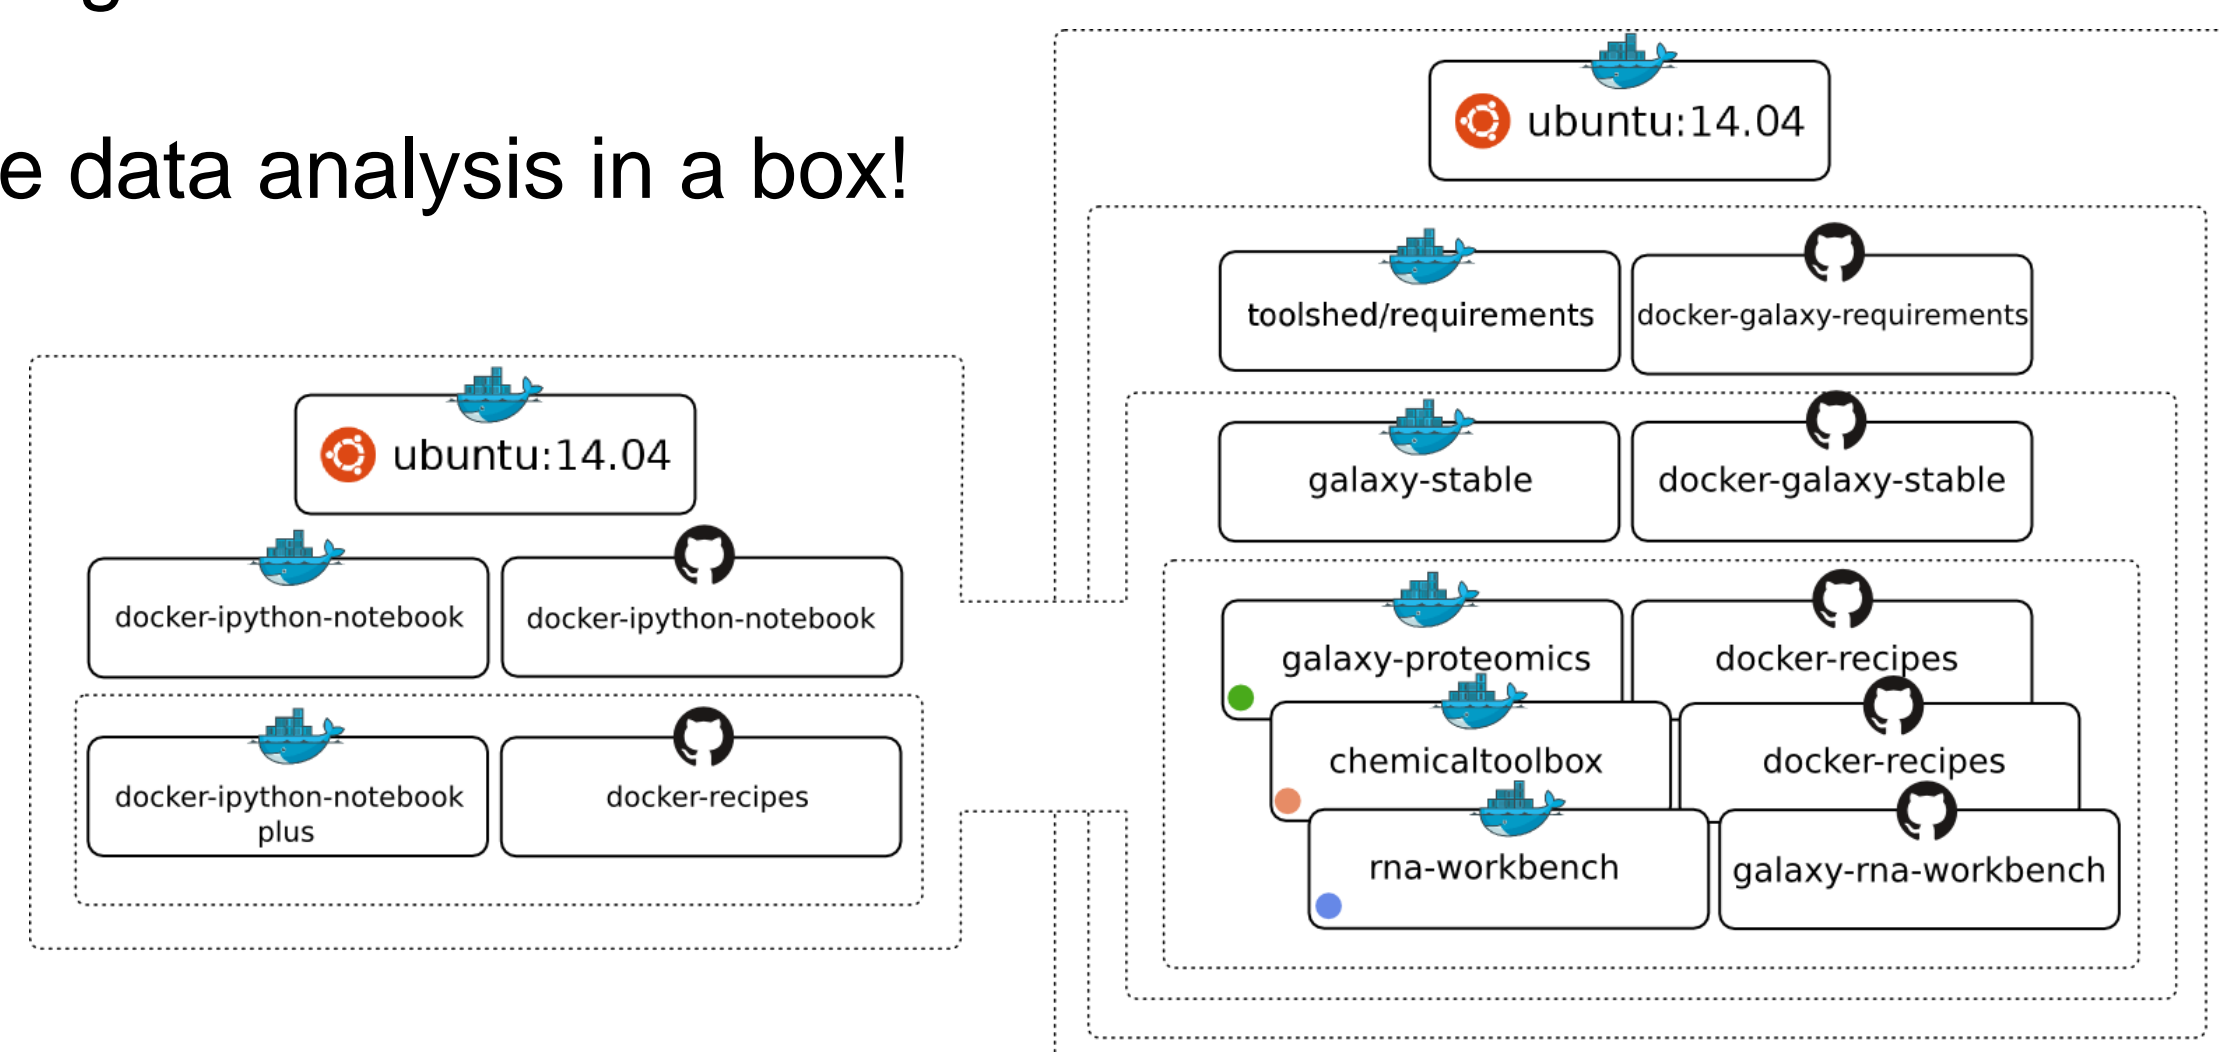 e data analysis in a box!
ubuntu:14.04
toolshed/requirements
docker-galaxy-requirements
galaxy-stable
docker-galaxy-stable
galaxy-proteomics
docker-recipes
chemicaltoolbox
docker-recipes
rna-workbench
galaxy-rna-workbench
ubuntu:14.04
docker-ipython-notebook
docker-ipython-notebook
docker-ipython-notebook
plus
docker-recipes